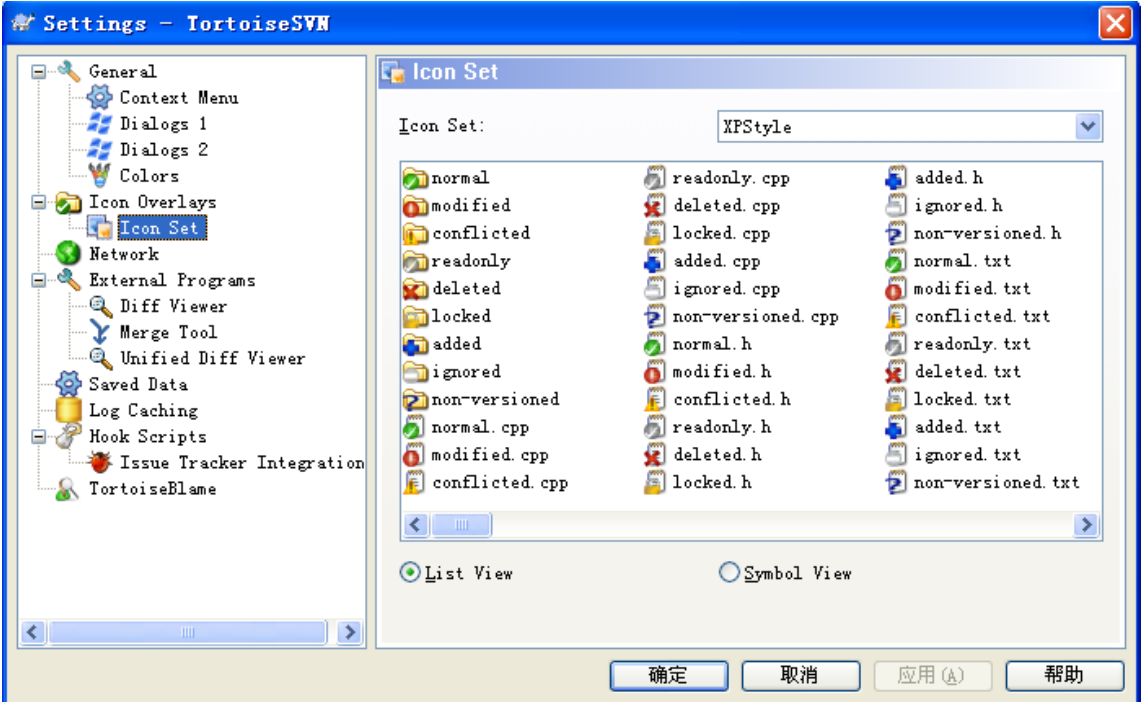 Settings - TortoiseSVN
General
Context Menu
Dialogs 1
Dialogs 2
Colors
Icon Overlays
Icon Set
Network
External Programs
Diff Viewer
Merge Tool
Unified Diff Viewer
Saved Data
Log Caching
Hook Scripts
Issue Tracker Integration
TortoiseBlame
Icon Set
Icon Set: XPStyle
normal readonly.cpp added.h
modified deleted.cpp ignored.h
conflicted locked.cpp non-versioned.h
readonly added.cpp normal.txt
deleted ignored.cpp modified.txt
locked non-versioned.cpp conflicted.txt
added normal.h readonly.txt
ignored modified.h deleted.txt
non-versioned conflicted.h locked.txt
normal.cpp readonly.h added.txt
modified.cpp deleted.h ignored.txt
conflicted.cpp locked.h non-versioned.txt
List View Symbol View
确定 取消 应用(A) 帮助